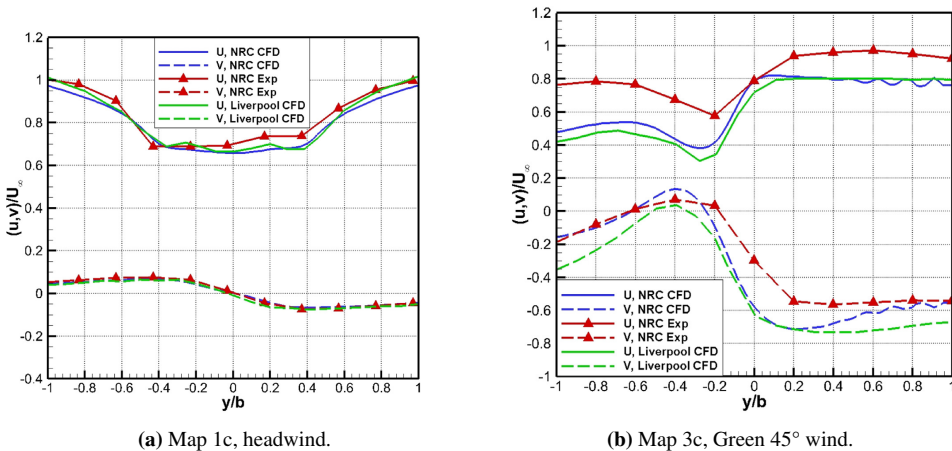 (u,v)/U∞
1.2
1
0.8
0.6
0.4
0.2
0
-0.2
-0.4
U, NRC CFD
V, NRC CFD
U, NRC Exp
V, NRC Exp
U, Liverpool CFD
V, Liverpool CFD
-1 -0.8 -0.6 -0.4 -0.2 0 0.2 0.4 0.6 0.8 1
y/b
(a) Map 1c, headwind.
(u,v)/U∞
1.2
1
0.8
0.6
0.4
0.2
0
-0.2
-0.4
-0.6
-0.8
-1
U, NRC CFD
V, NRC CFD
U, NRC Exp
V, NRC Exp
U, Liverpool CFD
V, Liverpool CFD
-1 -0.8 -0.6 -0.4 -0.2 0 0.2 0.4 0.6 0.8 1
y/b
(b) Map 3c, Green 45° wind.